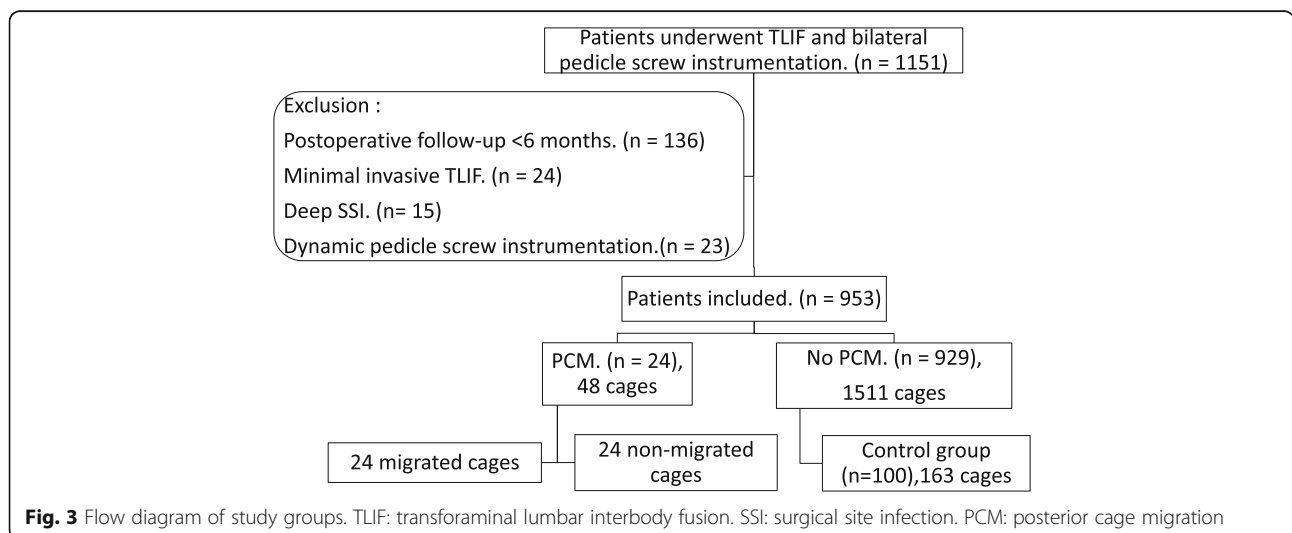 Patients underwent TLIF and bilateral
pedicle screw instrumentation. (n = 1151)
Exclusion :
Postoperative follow-up <6 months. (n = 136)
Minimal invasive TLIF. (n = 24)
Deep SSI. (n= 15)
Dynamic pedicle screw instrumentation.(n = 23)
Patients included. (n = 953)
PCM. (n = 24),
48 cages
No PCM. (n = 929),
1511 cages
24 migrated cages
24 non-migrated
cages
Control group
(n=100),163 cages
Fig. 3 Flow diagram of study groups. TLIF: transforaminal lumbar interbody fusion. SSI: surgical site infection. PCM: posterior cage migration